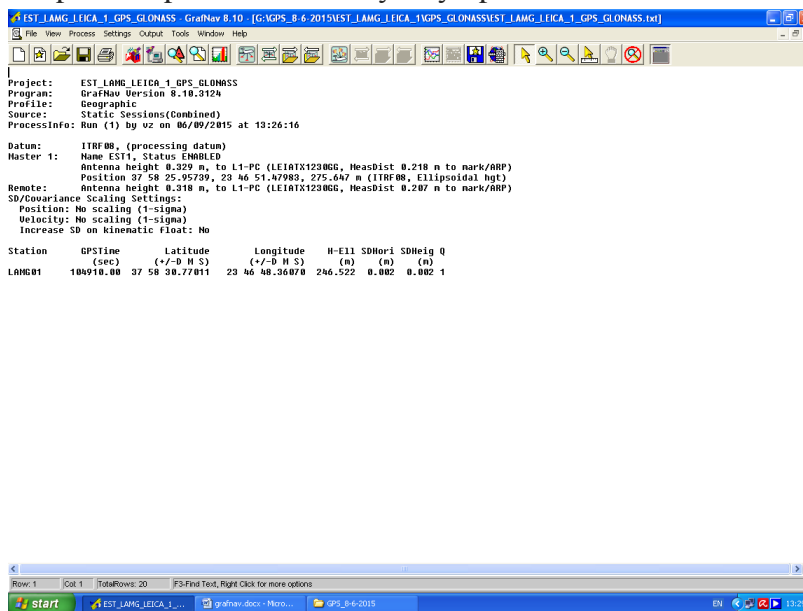 EST_LAMG_LEICA_1_GPS_GLONASS - GrafNav 8.10 - [G:\GPS_8-6-2015\EST_LAMG_LEICA_1\GPS_GLONASS\EST_LAMG_LEICA_1_GPS_GLONASS.txt]
File View Process Settings Output Tools Window Help
Project: EST_LAMG_LEICA_1_GPS_GLONASS
Program: GrafNav Version 8.10.3124
Profile: Geographic
Source: Static Sessions(Combined)
ProcessInfo: Run (1) by vz on 06/09/2015 at 13:26:16
Datum: ITRF08, (processing datum)
Master 1: Name EST1, Status ENABLED
Antenna height 0.329 m, to L1-PC (LEIATX1230GG, MeasDist 0.218 m to mark/ARP)
Position 37 58 25.95739, 23 46 51.47983, 275.647 m (ITRF08, Ellipsoidal hgt)
Remote: Antenna height 0.318 m, to L1-PC (LEIATX1230GG, MeasDist 0.207 m to mark/ARP)
SD/Covariance Scaling Settings:
Position: No scaling (1-sigma)
Velocity: No scaling (1-sigma)
Increase SD on kinematic float: No
Station GPSTime Latitude Longitude H-Ell SDHori SDHeig Q
(sec) (+/-D M S) (+/-D M S) (m) (m) (m)
LAMG01 104910.00 37 58 30.77011 23 46 48.36070 246.522 0.002 0.002 1
Row: 1 Col: 1 TotalRows: 20 F3-Find Text, Right Click for more options
start EST_LAMG_LEICA_1_... grafnav.docx - Micro... GPS_8-6-2015 EN